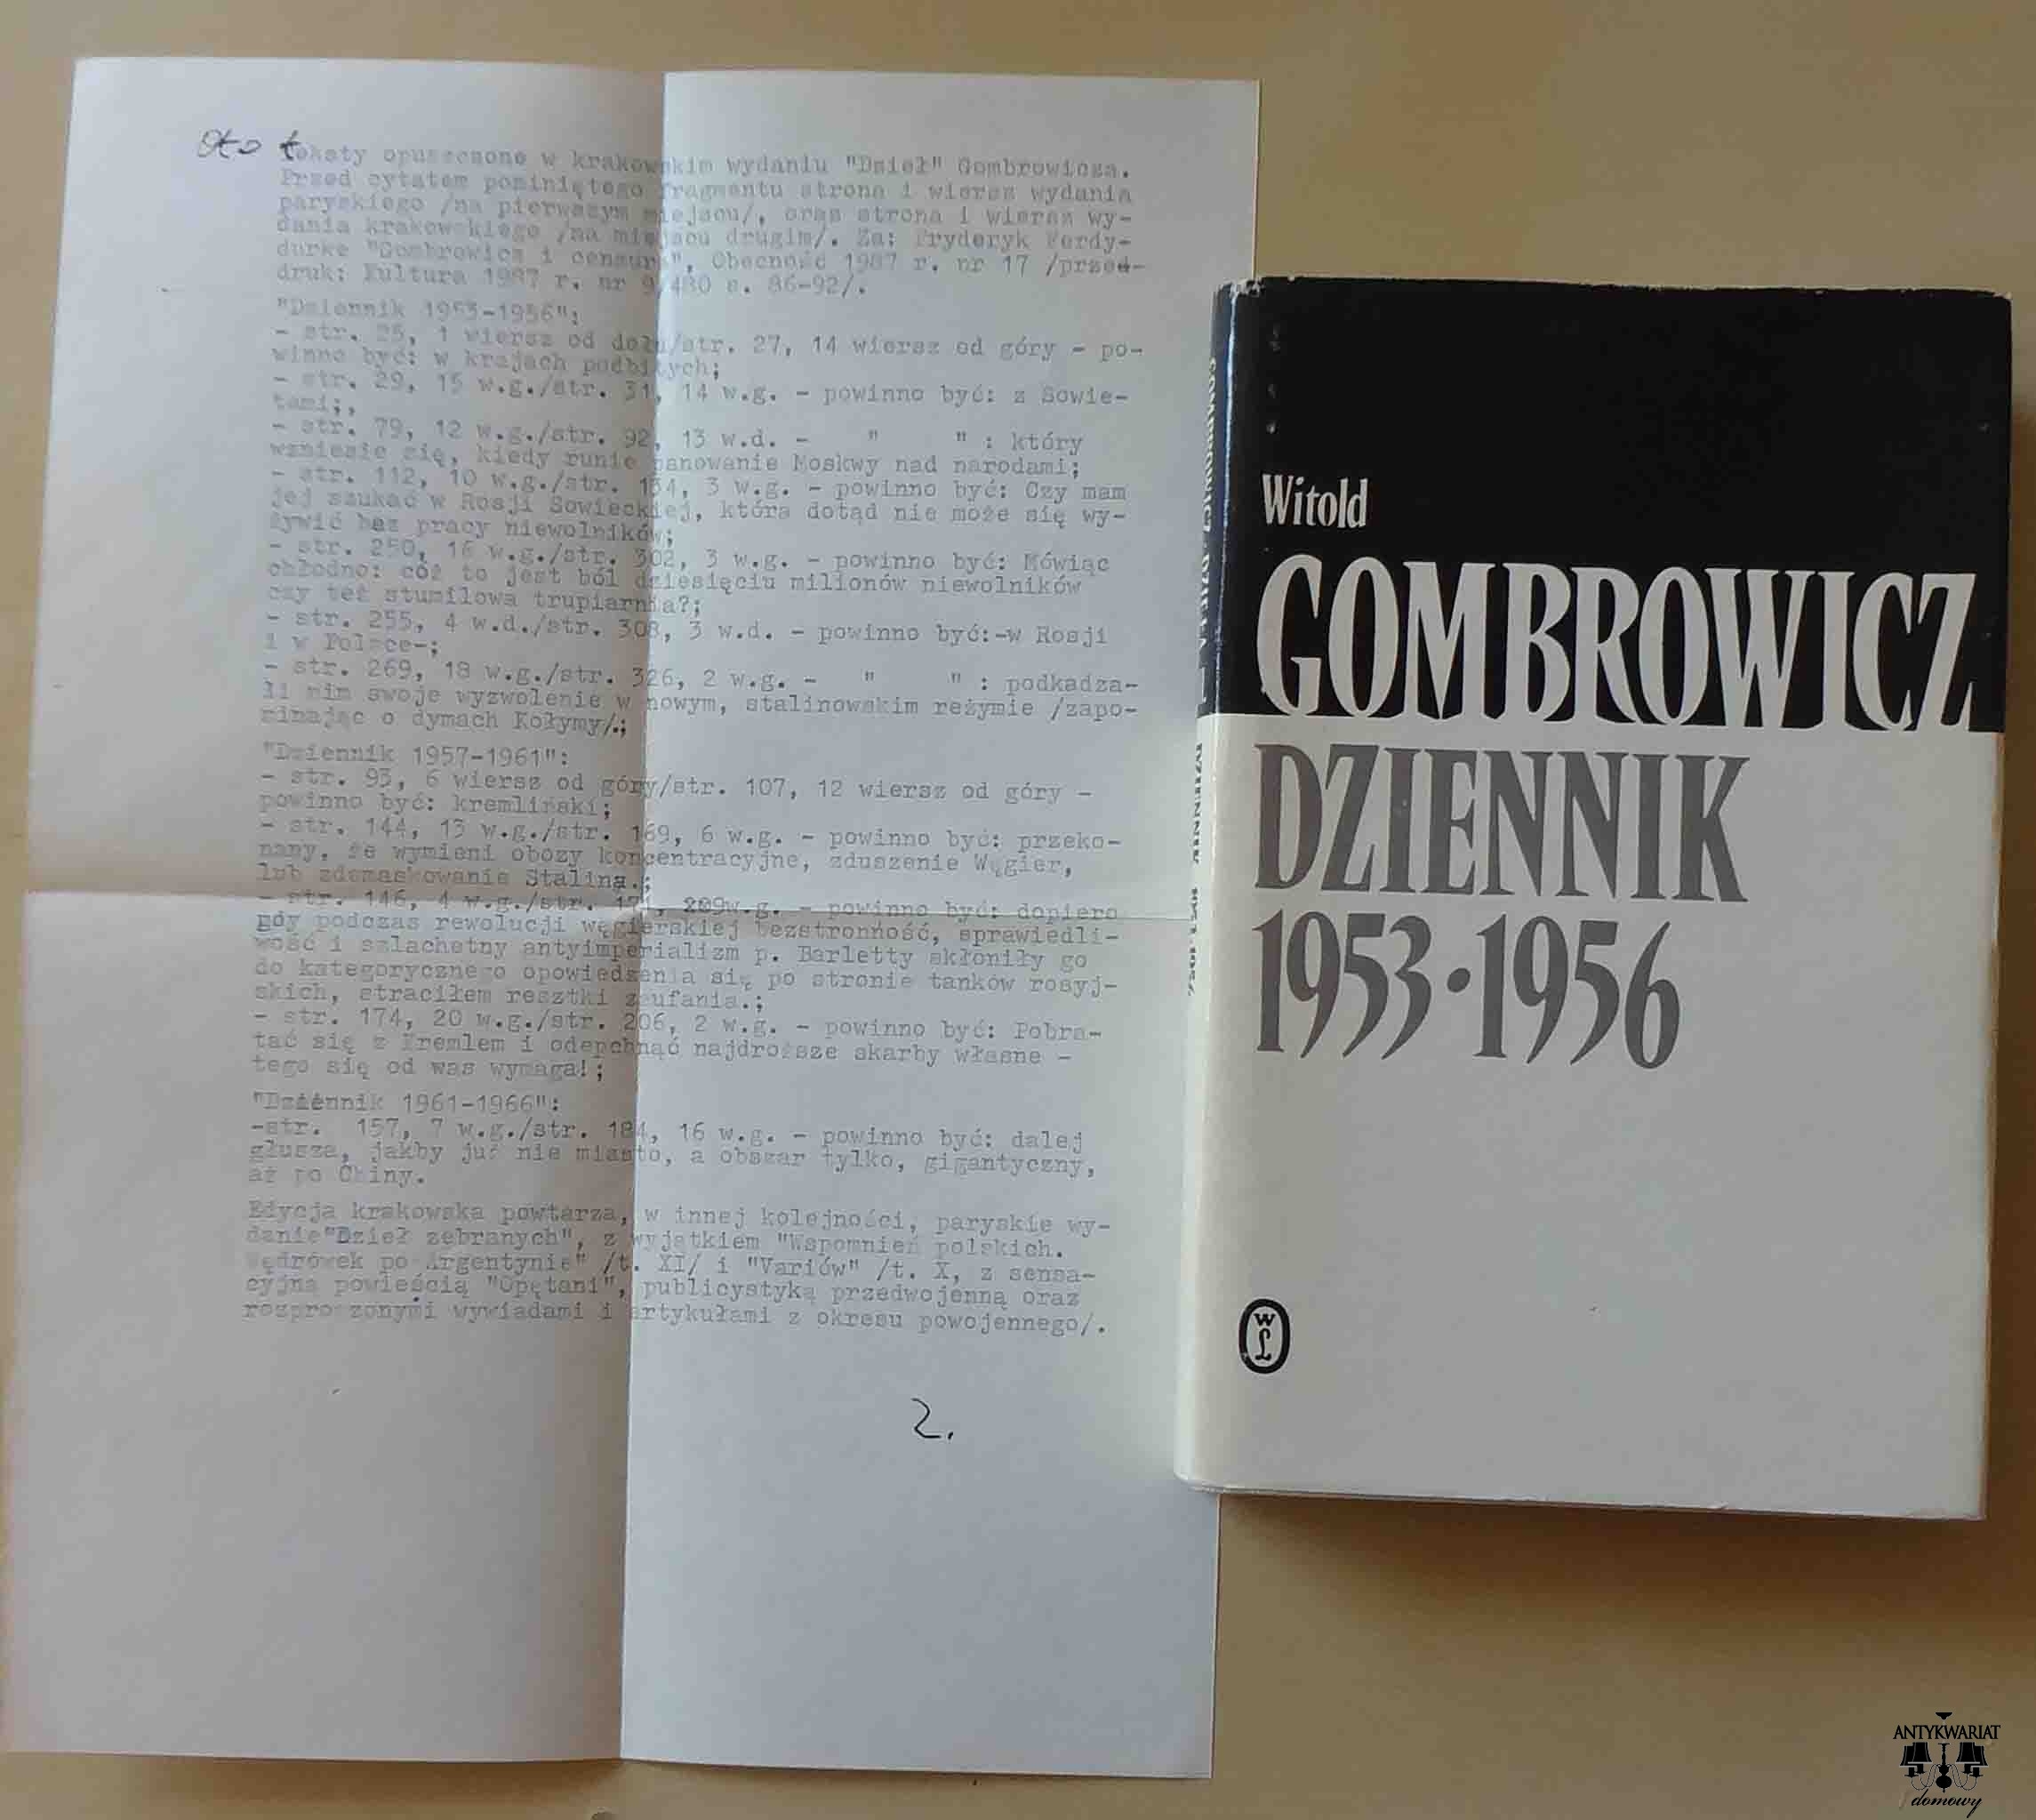 Oto teksty opuszczone w krakowskim wydaniu "Dzieł" Gombrowicza.
Przed cytatem pominiętego fragmentu strona i wiersz wydania
paryskiego /na pierwszym miejscu/, oraz strona i wiersz wy-
dania krakowskiego /na miejscu drugim/. Za: Fryderyk Ferdy-
durke "Gombrowicz i cenzura", Obecność 1987 r. nr 17 /przed-
druk: Kultura 1987 r. nr 9/480 s. 86-92/.
"Dziennik 1953-1956":
- str. 25, 1 wiersz od dołu/str. 27, 14 wiersz od góry - po-
winno być: w krajach podbitych;
- str. 29, 15 w.g./str. 31, 14 w.g. - powinno być: z Sowie-
tami;,
- str. 79, 12 w.g./str. 92, 13 w.d. - " " : który
wzniesie się, kiedy runie panowanie Moskwy nad narodami;
- str. 112, 10 w.g./str. 134, 3 w.g. - powinno być: Czy mam
jej szukać w Rosji Sowieckiej, która dotąd nie może się wy-
żywić bez pracy niewolników;
- str. 250, 16 w.g./str. 302, 3 w.g. - powinno być: Mówiąc
chłodno: cóż to jest ból dziesięciu milionów niewolników
czy też stumilowa trupiarnia?;
- str. 255, 4 w.d./str. 308, 3 w.d. - powinno być:-w Rosji
i w Polsce-;
- str. 269, 18 w.g./str. 326, 2 w.g. - " " : podkadza-
li nim swoje wyzwolenie w nowym, stalinowskim reżymie /zapo-
minając o dymach Kołymy/.;
"Dziennik 1957-1961":
- str. 93, 6 wiersz od góry/str. 107, 12 wiersz od góry -
powinno być: kremliński;
- str. 144, 13 w.g./str. 169, 6 w.g. - powinno być: przeko-
nany, że wymieni obozy koncentracyjne, zduszenie Węgier,
lub zdemaskowanie Stalina.;
- str. 146, 4 w.g./str. w.g. - powinno być: dopiero
gdy podczas rewolucji węgierskiej bezstronność, sprawiedli-
wość i szlachetny antyimperializm p. Barletty skłoniły go
do kategorycznego opowiedzenia się po stronie tanków rosyj-
skich, straciłem resztki zaufania.;
- str. 174, 20 w.g./str. 206, 2 w.g. - powinno być: Pobra-
tać się z Kremlem i odepchnąć najdroższe skarby własne -
tego się od was wymaga!;
"Dziennik 1961-1966":
-str. 157, 7 w.g./str. 184, 16 w.g. - powinno być: dalej
głusza, jakby już nie miasto, a obszar tylko, gigantyczny,
aż po Chiny.
Edycja krakowska powtarza, w innej kolejności, paryskie wy-
danie"Dzieł zebranych", z wyjątkiem "Wspomnień polskich.
Wędrówek po Argentynie" /t. XI/ i "Variów" /t. X, z sensa-
cyjną powieścią "Opętani", publicystyką przedwojenną oraz
rozproszonymi wywiadami i artykułami z okresu powojennego/.
2.
Witold
GOMBROWICZ
DZIENNIK
1953·1956
WL
ANTYKWARIAT
domowy